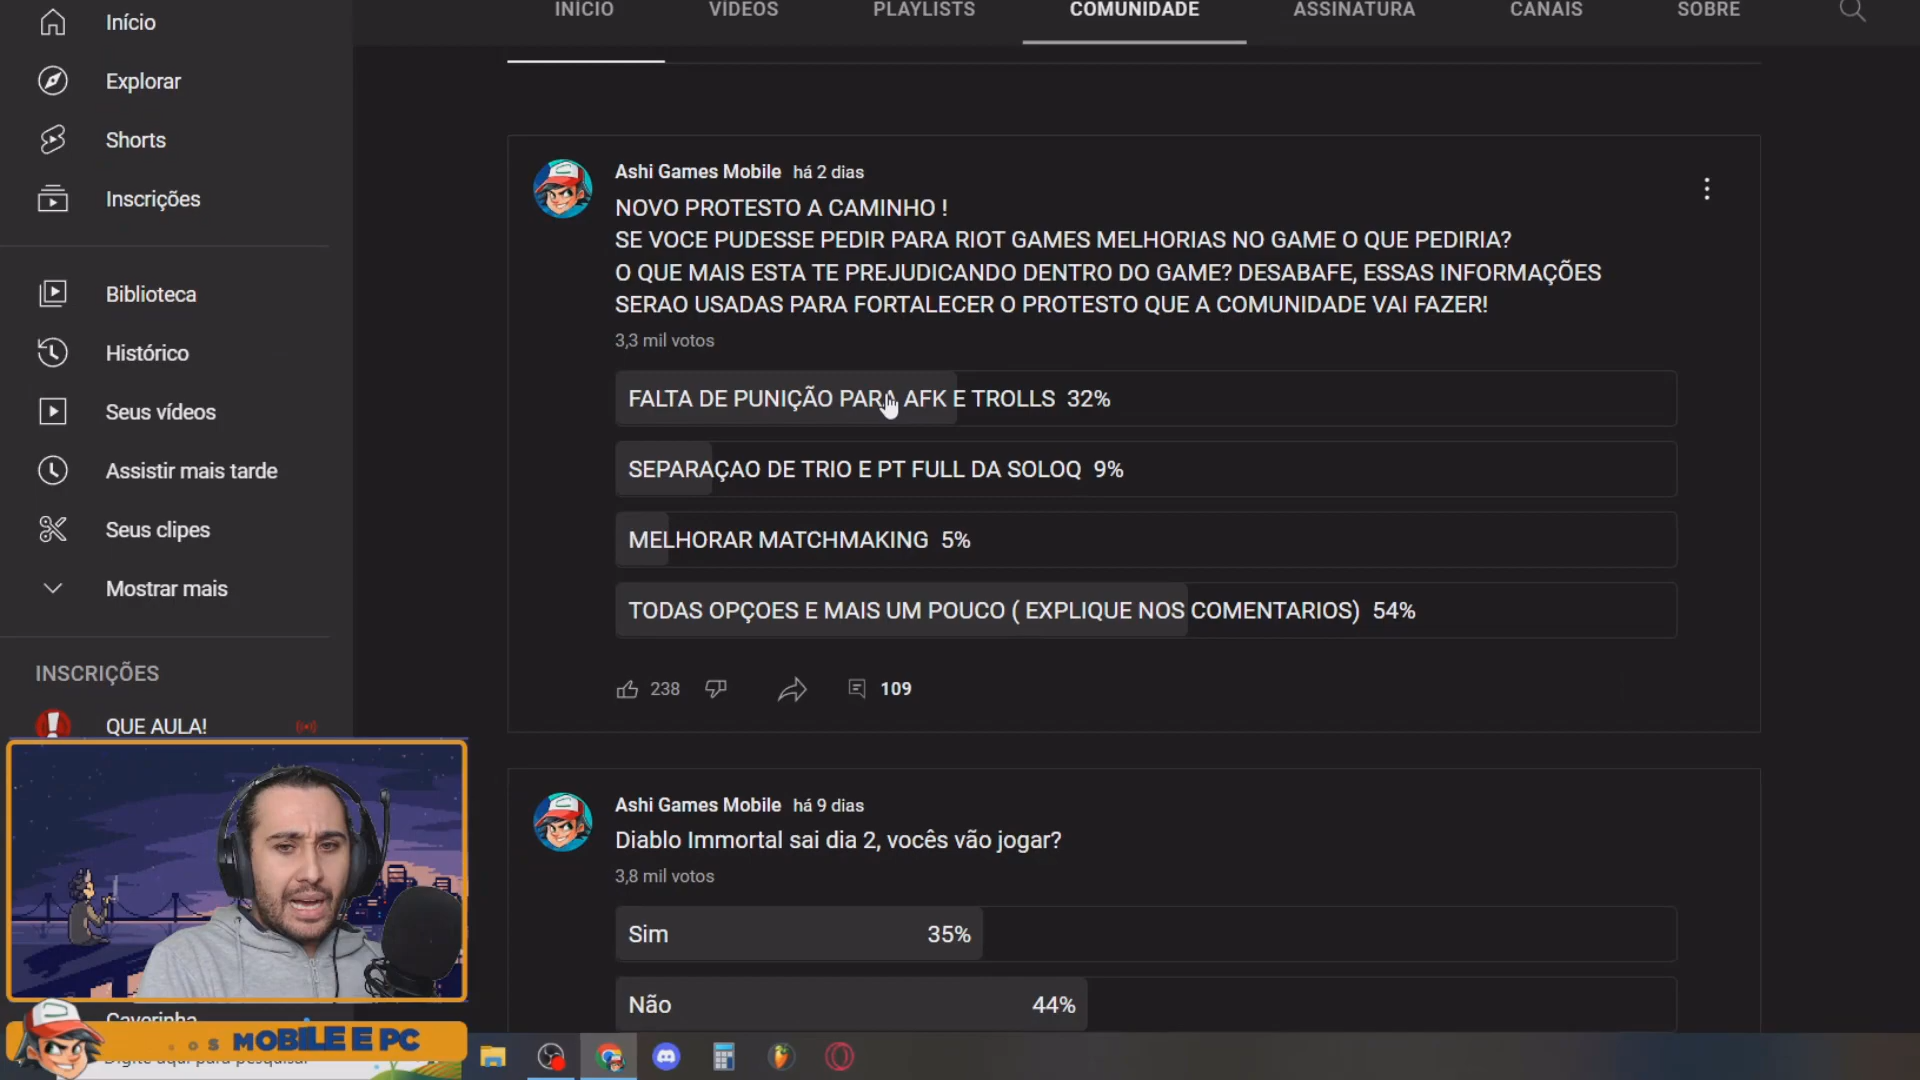 INÍCIO
VÍDEOS
PLAYLISTS
COMUNIDADE
ASSINATURA
CANAIS
SOBRE
Início
Explorar
Shorts
Inscrições
Biblioteca
Histórico
Seus vídeos
Assistir mais tarde
Seus clipes
Mostrar mais
INSCRIÇÕES
QUE AULA!
Ashi Games Mobile há 2 dias
NOVO PROTESTO A CAMINHO !
SE VOCE PUDESSE PEDIR PARA RIOT GAMES MELHORIAS NO GAME O QUE PEDIRIA?
O QUE MAIS ESTA TE PREJUDICANDO DENTRO DO GAME? DESABAFE, ESSAS INFORMAÇÕES
SERAO USADAS PARA FORTALECER O PROTESTO QUE A COMUNIDADE VAI FAZER!
3,3 mil votos
FALTA DE PUNIÇÃO PARA AFK E TROLLS 32%
SEPARAÇAO DE TRIO E PT FULL DA SOLOQ 9%
MELHORAR MATCHMAKING 5%
TODAS OPÇOES E MAIS UM POUCO ( EXPLIQUE NOS COMENTARIOS) 54%
238
109
Ashi Games Mobile há 9 dias
Diablo Immortal sai dia 2, vocês vão jogar?
3,8 mil votos
Sim 35%
Não 44%
OS MOBILE E PC